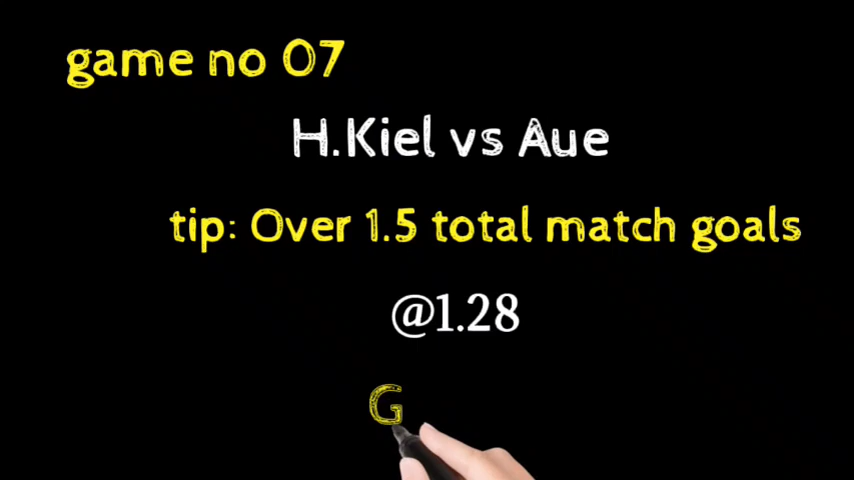 game no 07
H.Kiel vs Aue
tip: Over 1.5 total match goals
@1.28
G